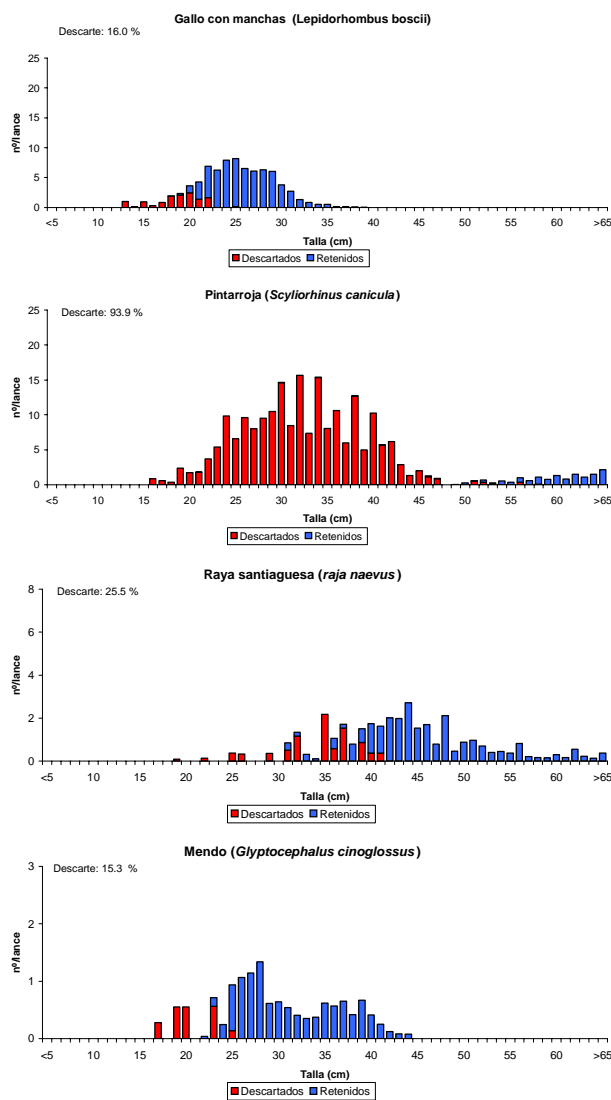 Gallo con manchas (Lepidorhombus boscii)
Descarte: 16.0 %
25
20
15
10
5
0
nº/lance
<5 10 15 20 25 30 35 40 45 50 55 60 >65
Talla (cm)
Descartados Retenidos
Pintarroja (Scyliorhinus canicula)
Descarte: 93.9 %
25
20
15
10
5
0
nº/lance
<5 10 15 20 25 30 35 40 45 50 55 60 >65
Talla (cm)
Descartados Retenidos
Raya santiaguesa (raja naevus)
Descarte: 25.5 %
8
6
4
2
0
nº/lance
<5 10 15 20 25 30 35 40 45 50 55 60 >65
Talla (cm)
Descartados Retenidos
Mendo (Glyptocephalus cinoglossus)
Descarte: 15.3 %
3
2
1
0
nº/lance
<5 10 15 20 25 30 35 40 45 50 55 60 >65
Talla (cm)
Descartados Retenidos